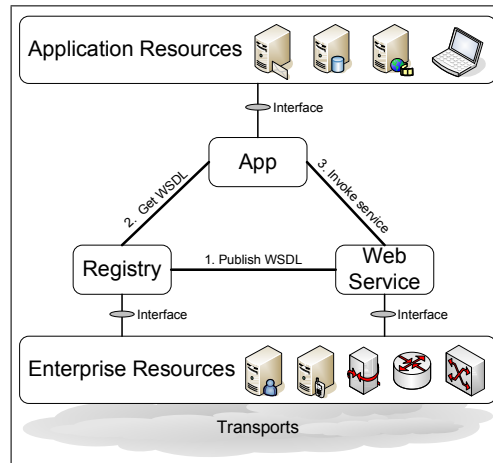 Application Resources
Interface
App
2. Get WSDL
3. Invoke service
Registry
1. Publish WSDL
Web
Service
Interface
Interface
Enterprise Resources
Transports